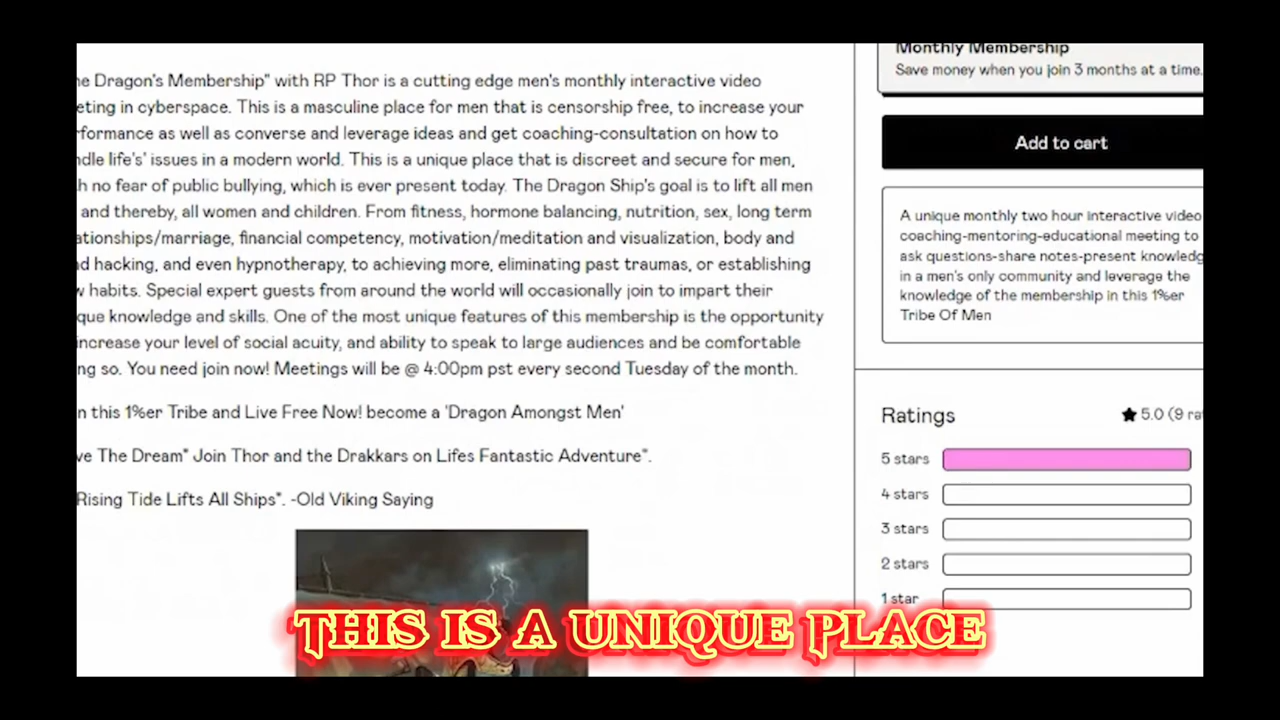 he Dragon's Membership" with RP Thor is a cutting edge men's monthly interactive video
eting in cyberspace. This is a masculine place for men that is censorship free, to increase your
rformance as well as converse and leverage ideas and get coaching-consultation on how to
ndle life's' issues in a modern world. This is a unique place that is discreet and secure for men,
h no fear of public bullying, which is ever present today. The Dragon Ship's goal is to lift all men
and thereby, all women and children. From fitness, hormone balancing, nutrition, sex, long term
ationships/marriage, financial competency, motivation/meditation and visualization, body and
d hacking, and even hypnotherapy, to achieving more, eliminating past traumas, or establishing
w habits. Special expert guests from around the world will occasionally join to impart their
que knowledge and skills. One of the most unique features of this membership is the opportunity
increase your level of social acuity, and ability to speak to large audiences and be comfortable
ng so. You need join now! Meetings will be @ 4:00pm pst every second Tuesday of the month.
n this 1%er Tribe and Live Free Now! become a 'Dragon Amongst Men'
ve The Dream" Join Thor and the Drakkars on Lifes Fantastic Adventure".
Rising Tide Lifts All Ships". -Old Viking Saying
Monthly Membership
Save money when you join 3 months at a time.
Add to cart
A unique monthly two hour interactive video
coaching-mentoring-educational meeting to
ask questions-share notes-present knowledg
in a men's only community and leverage the
knowledge of the membership in this 1%er
Tribe Of Men
Ratings
★ 5.0 (9 ra
5 stars
4 stars
3 stars
2 stars
1 star
THIS IS A UNIQUE PLACE